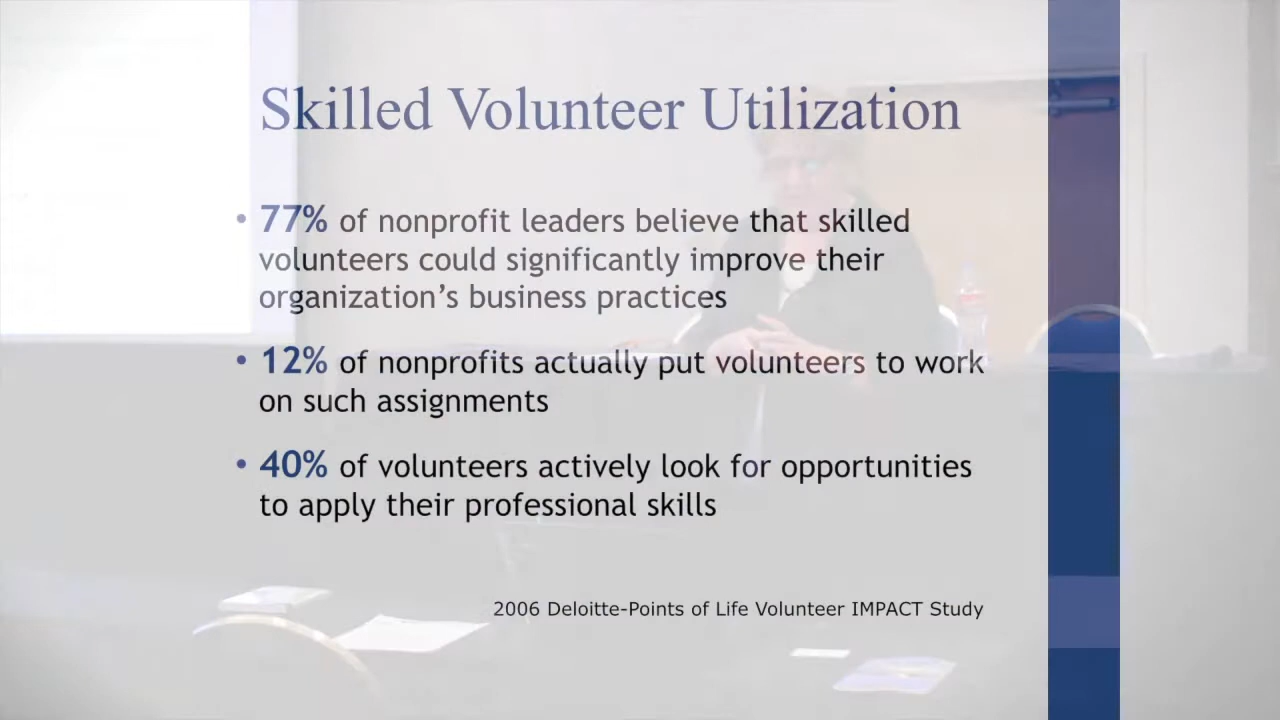 Skilled Volunteer Utilization
• 77% of nonprofit leaders believe that skilled
volunteers could significantly improve their
organization’s business practices
• 12% of nonprofits actually put volunteers to work
on such assignments
• 40% of volunteers actively look for opportunities
to apply their professional skills
2006 Deloitte-Points of Life Volunteer IMPACT Study